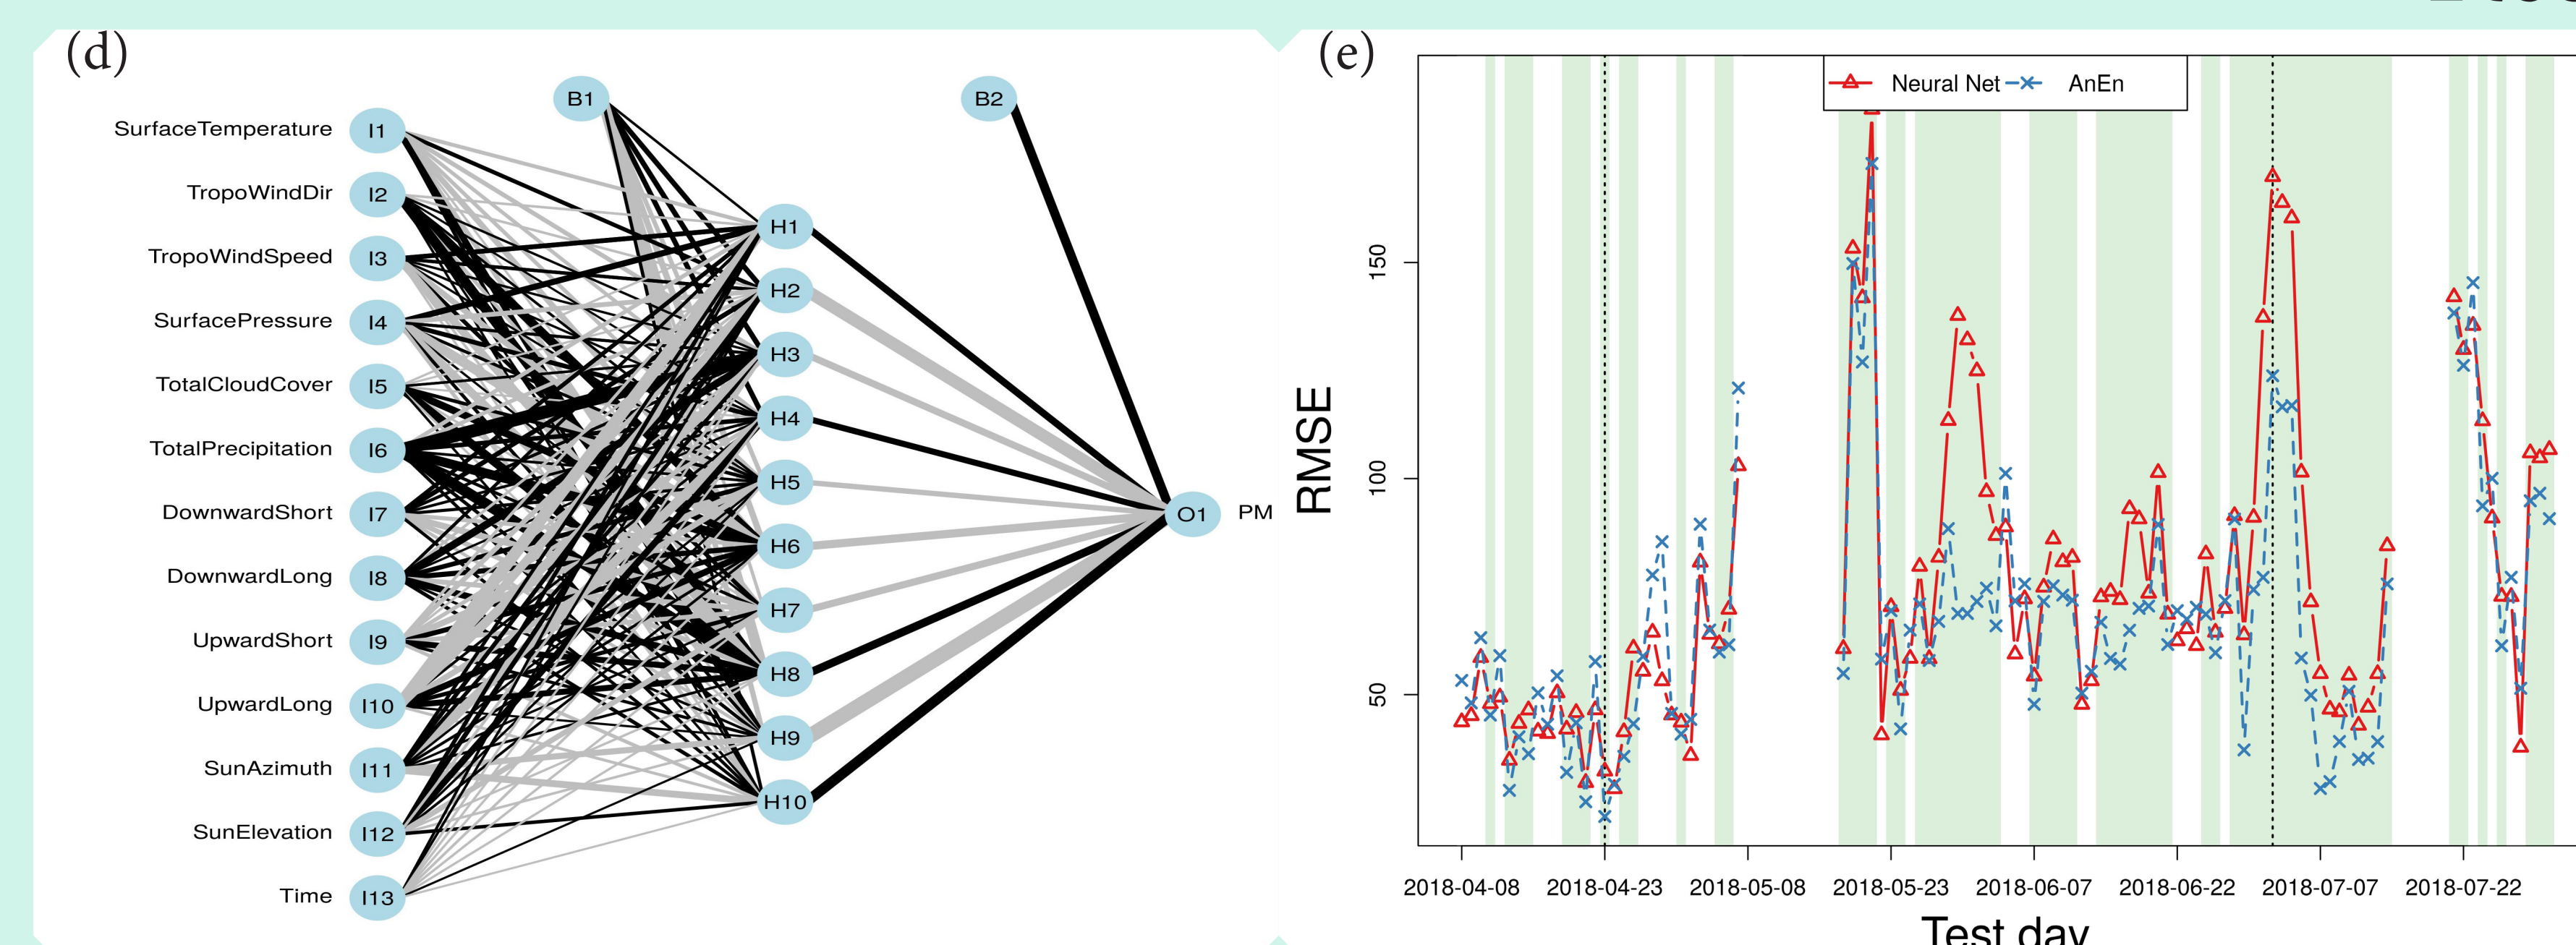 (d)
B1
B2
SurfaceTemperature I1
TropoWindDir I2
TropoWindSpeed I3
SurfacePressure I4
TotalCloudCover I5
TotalPrecipitation I6
DownwardShort I7
DownwardLong I8
UpwardShort I9
UpwardLong I10
SunAzimuth I11
SunElevation I12
Time I13
H1
H2
H3
H4
H5
H6
H7
H8
H9
H10
O1 PM
(e)
Neural Net AnEn
RMSE
150
100
50
2018-04-08 2018-04-23 2018-05-08 2018-05-23 2018-06-07 2018-06-22 2018-07-07 2018-07-22
Test day